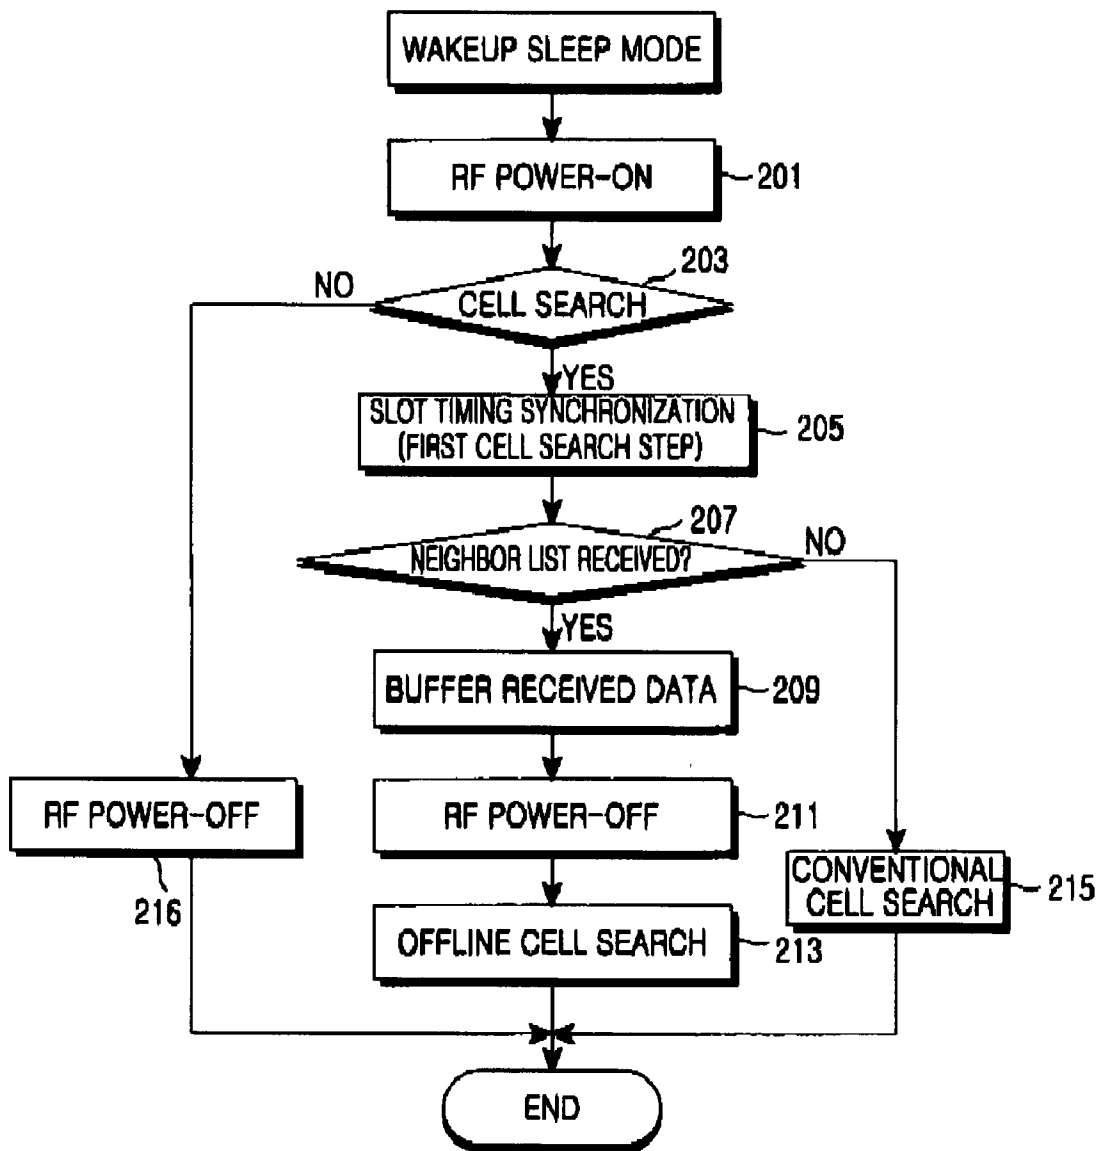 WAKEUP SLEEP MODE
RF POWER-ON
201
203
NO
CELL SEARCH
YES
SLOT TIMING SYNCHRONIZATION
(FIRST CELL SEARCH STEP)
205
207
NEIGHBOR LIST RECEIVED?
NO
YES
BUFFER RECEIVED DATA
209
RF POWER-OFF
216
RF POWER-OFF
211
CONVENTIONAL
CELL SEARCH
215
OFFLINE CELL SEARCH
213
END